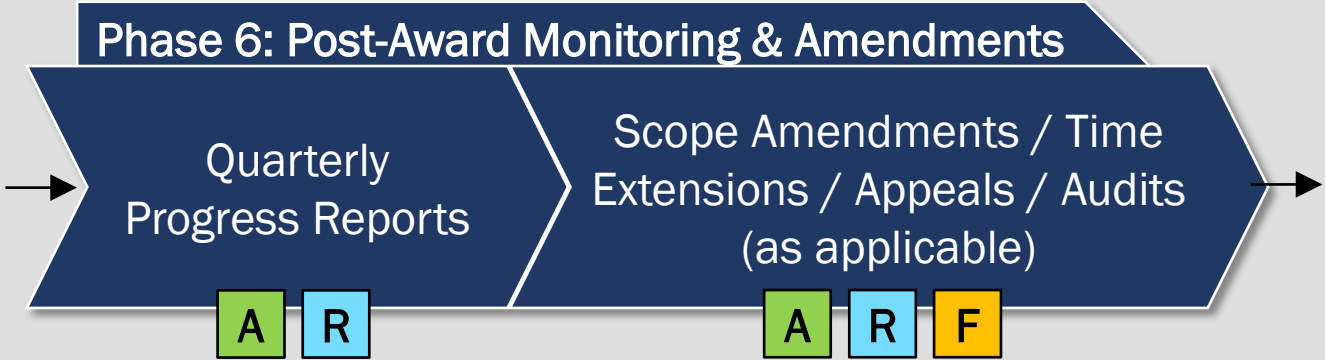 Phase 6: Post-Award Monitoring & Amendments
Quarterly
Progress Reports
Scope Amendments / Time
Extensions / Appeals / Audits
(as applicable)
A R
A R F